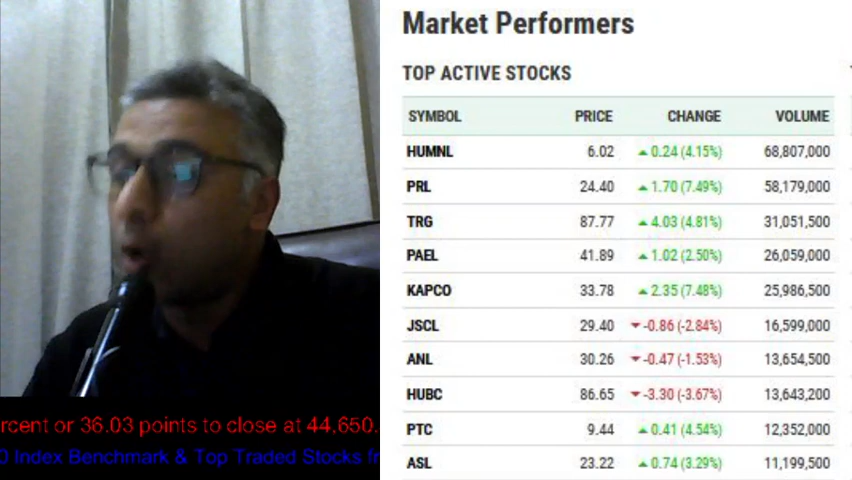 Market Performers
TOP ACTIVE STOCKS
SYMBOL PRICE CHANGE VOLUME
HUMNL 6.02 ▲ 0.24 (4.15%) 68,807,000
PRL 24.40 ▲ 1.70 (7.49%) 58,179,000
TRG 87.77 ▲ 4.03 (4.81%) 31,051,500
PAEL 41.89 ▲ 1.02 (2.50%) 26,059,000
KAPCO 33.78 ▲ 2.35 (7.48%) 25,986,500
JSCL 29.40 ▼ -0.86 (-2.84%) 16,599,000
ANL 30.26 ▼ -0.47 (-1.53%) 13,654,500
HUBC 86.65 ▼ -3.30 (-3.67%) 13,643,200
PTC 9.44 ▲ 0.41 (4.54%) 12,352,000
ASL 23.22 ▲ 0.74 (3.29%) 11,199,500
rcent or 36.03 points to close at 44,650.
0 Index Benchmark & Top Traded Stocks fr